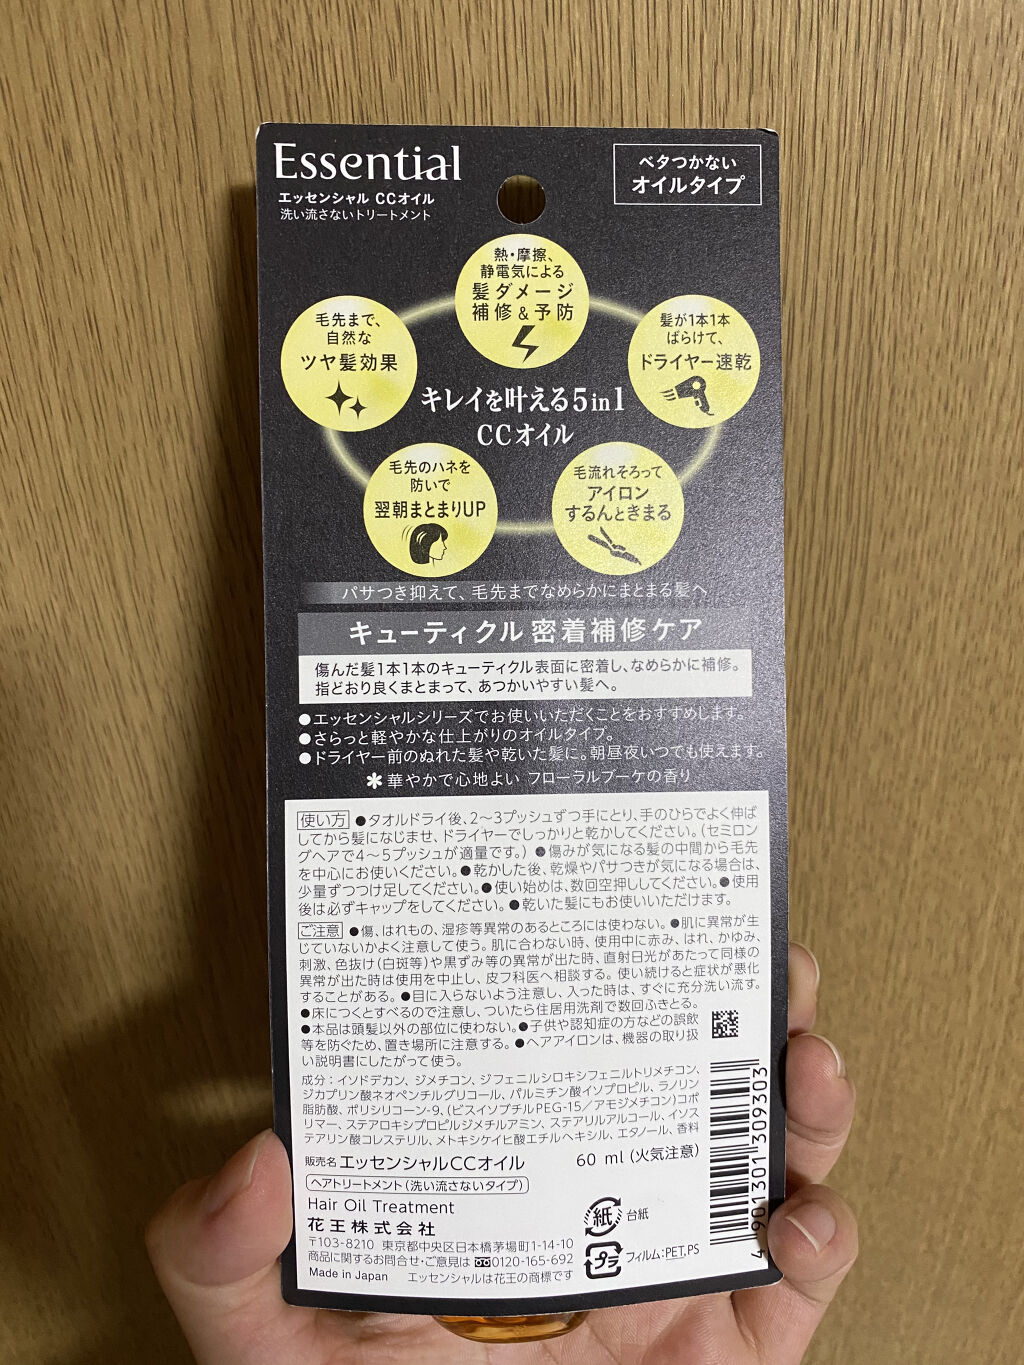 Essential
エッセンシャル CCオイル
洗い流さないトリートメント
ベタつかない
オイルタイプ
熱・摩擦、
静電気による
髪ダメージ
補修&予防
毛先まで、
自然な
ツヤ髪効果
髪が1本1本
ばらけて、
ドライヤー速乾
キレイを叶える5in1
CCオイル
毛先のハネを
防いで
翌朝まとまりUP
毛流れそろって
アイロン
するんときまる
パサつき抑えて、毛先までなめらかにまとまる髪へ
キューティクル 密着補修ケア
傷んだ髪1本1本のキューティクル表面に密着し、なめらかに補修。
指どおり良くまとまって、あつかいやすい髪へ。
●エッセンシャルシリーズでお使いいただくことをおすすめします。
●さらっと軽やかな仕上がりのオイルタイプ。
●ドライヤー前のぬれた髪や乾いた髪に。朝昼夜いつでも使えます。
✽華やかで心地よい フローラルブーケの香り
使い方 ●タオルドライ後、2〜3プッシュずつ手にとり、手のひらでよく伸ば
してから髪になじませ、ドライヤーでしっかりと乾かしてください。(セミロン
グヘアで4〜5プッシュが適量です。) ●傷みが気になる髪の中間から毛先
を中心にお使いください。●乾かした後、乾燥やパサつきが気になる場合は、
少量ずつつけ足してください。●使い始めは、数回空押ししてください。●使用
後は必ずキャップをしてください。●乾いた髪にもお使いいただけます。
ご注意 ●傷、はれもの、湿疹等異常のあるところには使わない。●肌に異常が生
じていないかよく注意して使う。肌に合わない時、使用中に赤み、はれ、かゆみ、
刺激、色抜け(白斑等)や黒ずみ等の異常が出た時、直射日光があたって同様の
異常が出た時は使用を中止し、皮フ科医へ相談する。使い続けると症状が悪化
することがある。●目に入らないよう注意し、入った時は、すぐに充分洗い流す。
●床につくとすべるので注意し、ついたら住居用洗剤で数回ふきとる。
●本品は頭髪以外の部位に使わない。●子供や認知症の方などの誤飲
等を防ぐため、置き場所に注意する。●ヘアアイロンは、機器の取り扱
い説明書にしたがって使う。
成分:イソドデカン、ジメチコン、ジフェニルシロキシフェニルトリメチコン、
ジカプリン酸ネオペンチルグリコール、パルミチン酸イソプロピル、ラノリン
脂肪酸、ポリシリコーン-9、(ビスイソブチルPEG-15/アモジメチコン)コポ
リマー、ステアロキシプロピルジメチルアミン、ステアリルアルコール、イソス
テアリン酸コレステリル、メトキシケイヒ酸エチルヘキシル、エタノール、香料
販売名 エッセンシャルCCオイル 60 ml (火気注意)
ヘアトリートメント(洗い流さないタイプ)
Hair Oil Treatment
花王株式会社
〒103-8210 東京都中央区日本橋茅場町1-14-10
商品に関するお問合せ・ご意見は 0120-165-692
Made in Japan エッセンシャルは花王の商標です
紙 台紙
プラ フィルム:PET,PS
4 901301 309303